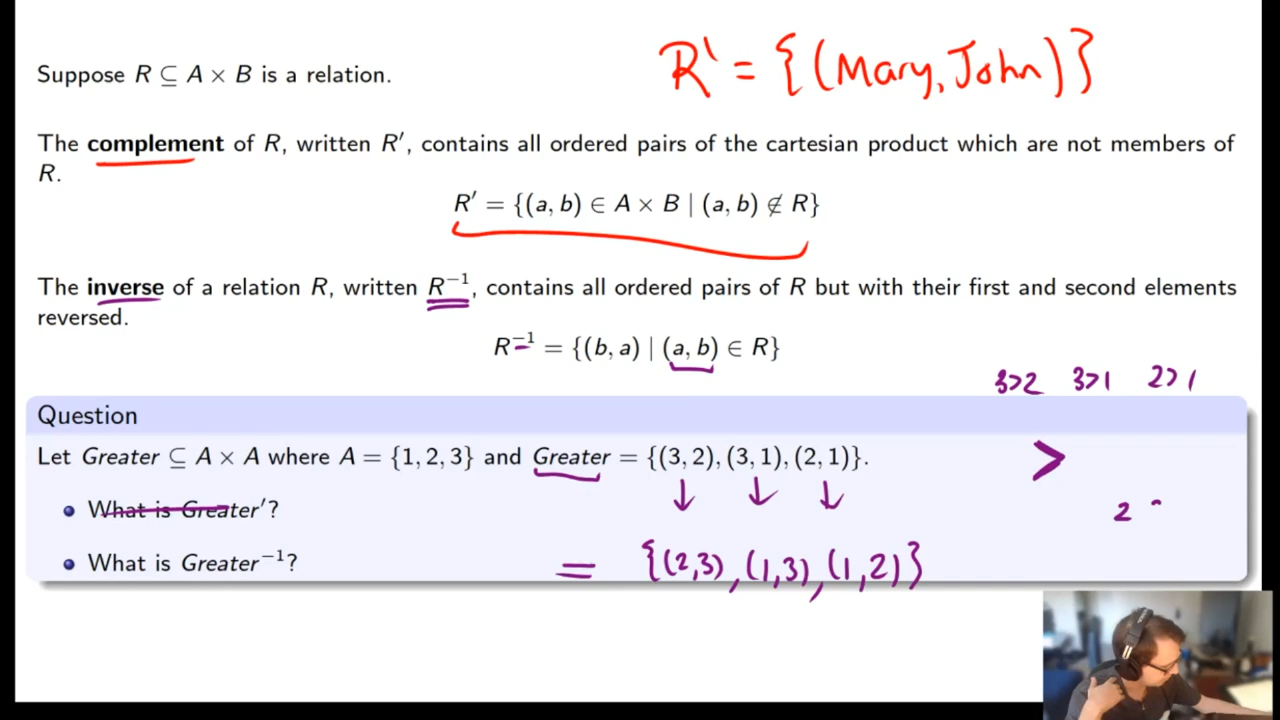 R' = {(Mary, John)}
Suppose R ⊆ A × B is a relation.
The complement of R, written R′, contains all ordered pairs of the cartesian product which are not members of
R.
R′ = {(a, b) ∈ A × B | (a, b) ∉ R}
The inverse of a relation R, written R⁻¹, contains all ordered pairs of R but with their first and second elements
reversed.
R⁻¹ = {(b, a) | (a, b) ∈ R}
3>2 3>1 2>1
Question
Let Greater ⊆ A × A where A = {1, 2, 3} and Greater = {(3, 2), (3, 1), (2, 1)}.
>
• What is Greater′?
2
• What is Greater⁻¹?
= {(2,3), (1,3), (1,2)}